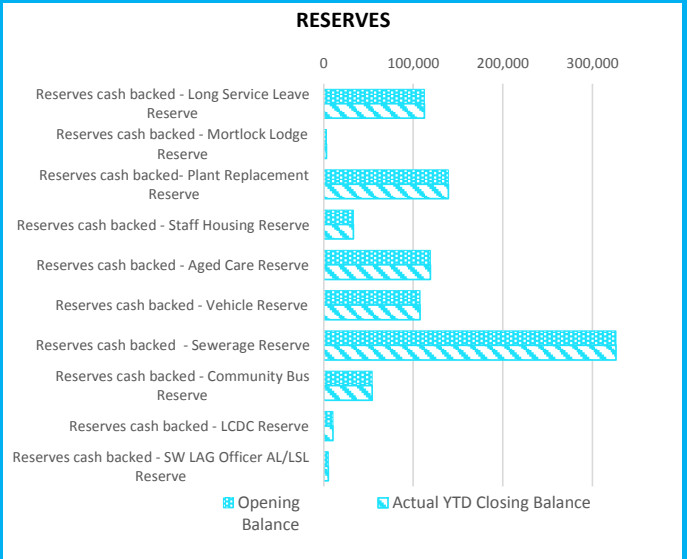 RESERVES
0 100,000 200,000 300,000
Reserves cash backed - Long Service Leave
Reserve
Reserves cash backed - Mortlock Lodge
Reserve
Reserves cash backed- Plant Replacement
Reserve
Reserves cash backed - Staff Housing Reserve
Reserves cash backed - Aged Care Reserve
Reserves cash backed - Vehicle Reserve
Reserves cash backed  - Sewerage Reserve
Reserves cash backed - Community Bus
Reserve
Reserves cash backed - LCDC Reserve
Reserves cash backed - SW LAG Officer AL/LSL
Reserve
Opening
Balance
Actual YTD Closing Balance